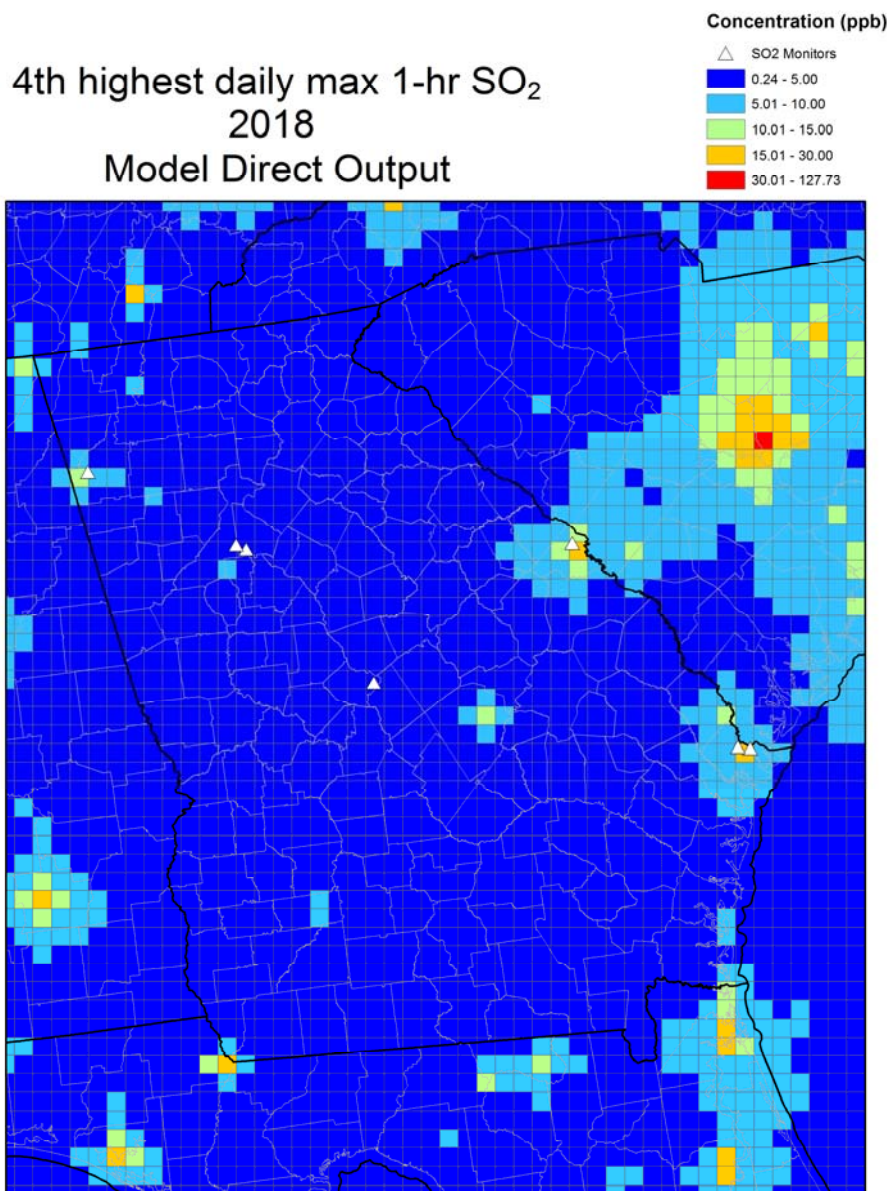 4th highest daily max 1-hr SO2
2018
Model Direct Output
Concentration (ppb)
SO2 Monitors
0.24 - 5.00
5.01 - 10.00
10.01 - 15.00
15.01 - 30.00
30.01 - 127.73